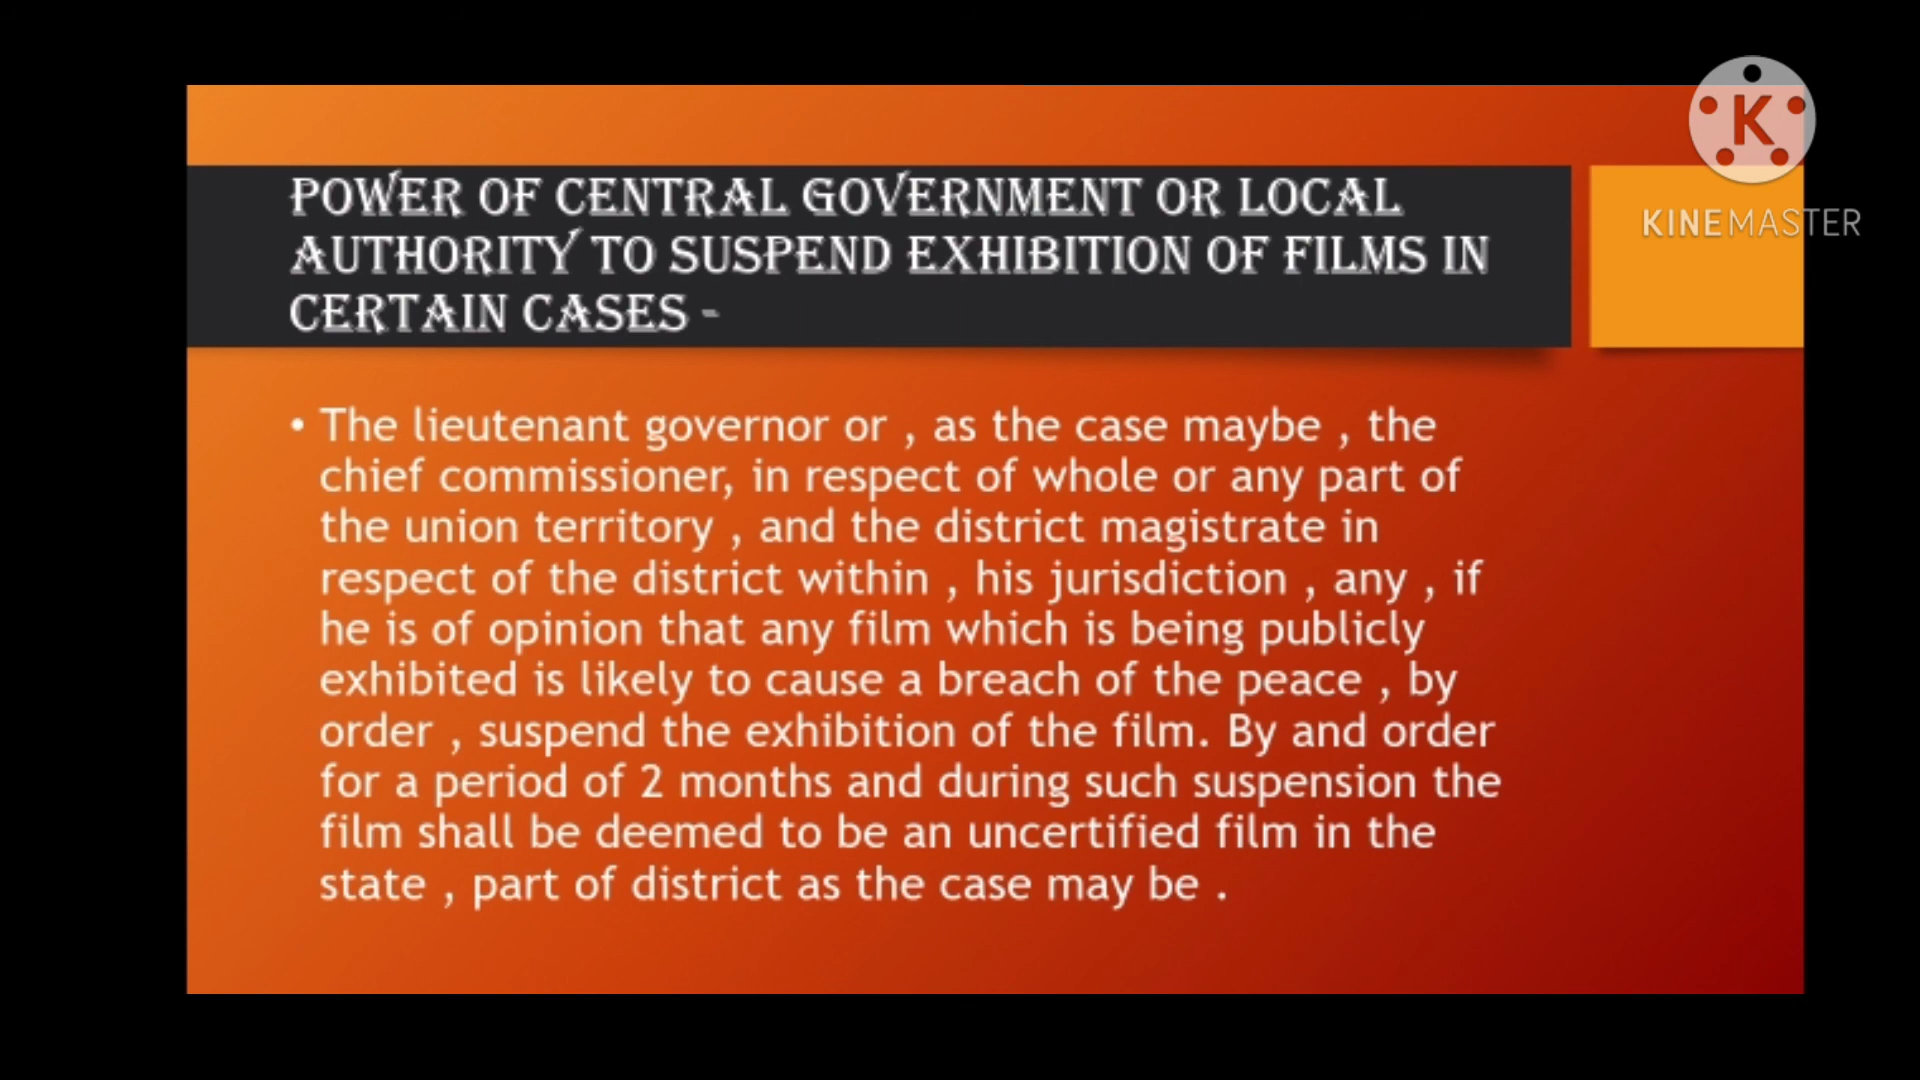 POWER OF CENTRAL GOVERNMENT OR LOCAL
AUTHORITY TO SUSPEND EXHIBITION OF FILMS IN
CERTAIN CASES -
• The lieutenant governor or , as the case maybe , the
chief commissioner, in respect of whole or any part of
the union territory , and the district magistrate in
respect of the district within , his jurisdiction , any , if
he is of opinion that any film which is being publicly
exhibited is likely to cause a breach of the peace , by
order , suspend the exhibition of the film. By and order
for a period of 2 months and during such suspension the
film shall be deemed to be an uncertified film in the
state , part of district as the case may be .
K
KINEMASTER